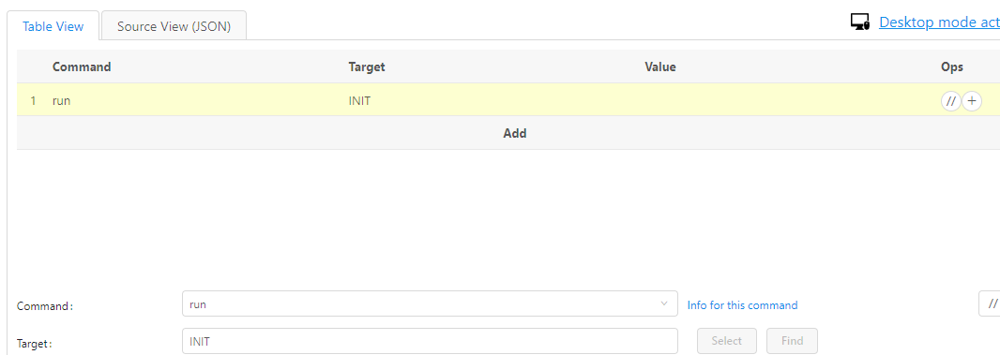 Table View
Source View (JSON)
Desktop mode act
Command Target Value Ops
1 run INIT // +
Add
Command: run Info for this command //
Target: INIT Select Find